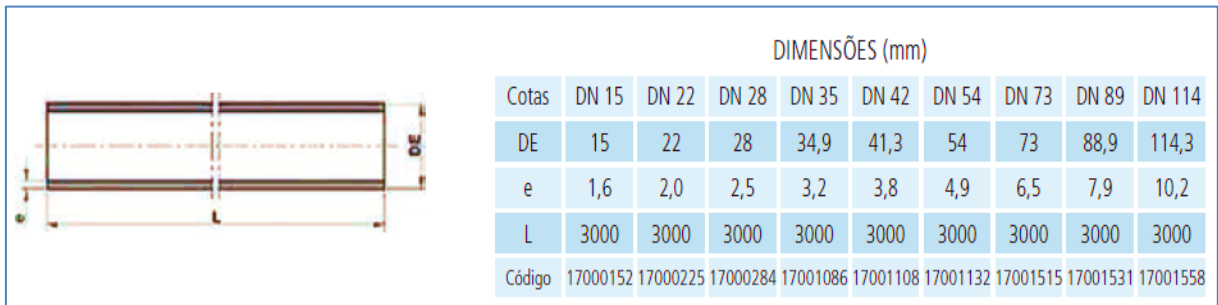 DIMENSÕES (mm)
Cotas DN 15 DN 22 DN 28 DN 35 DN 42 DN 54 DN 73 DN 89 DN 114
DE 15 22 28 34,9 41,3 54 73 88,9 114,3
e 1,6 2,0 2,5 3,2 3,8 4,9 6,5 7,9 10,2
L 3000 3000 3000 3000 3000 3000 3000 3000 3000
Código 17000152 17000225 17000284 17001086 17001108 17001132 17001515 17001531 17001558
DE
e
L